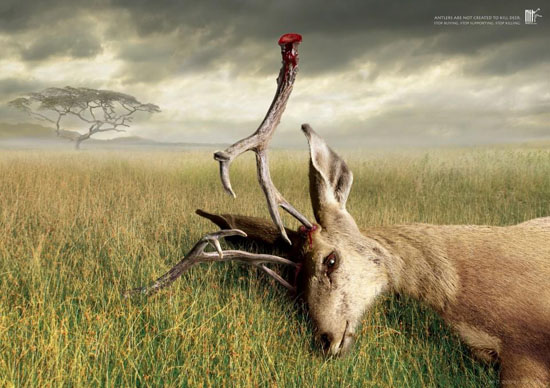 ANTLERS ARE NOT CREATED TO KILL DEER.
STOP BUYING. STOP SUPPORTING. STOP KILLING.